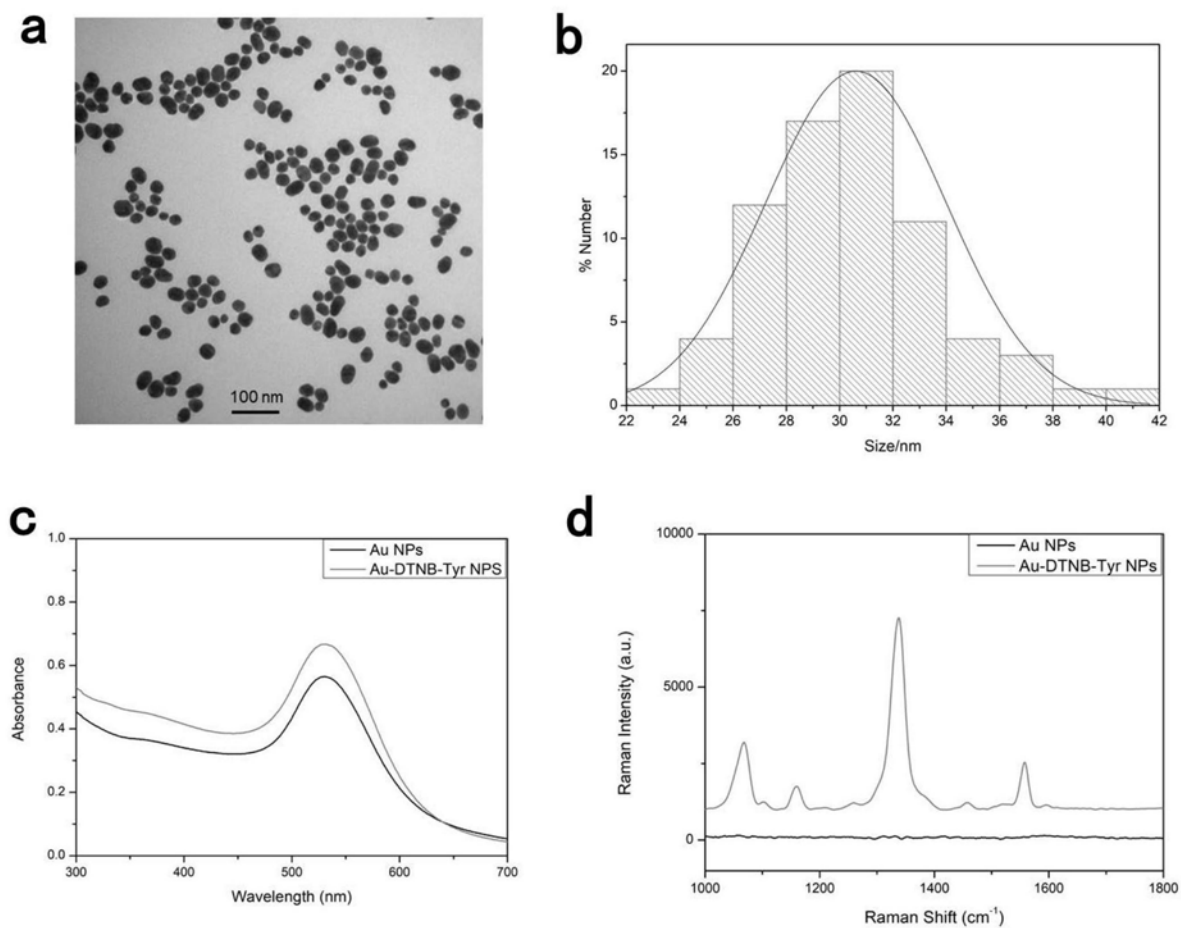 a
100 nm
b
% Number
20
15
10
5
0
22 24 26 28 30 32 34 36 38 40 42
Size/nm
c
Absorbance
1.0
0.8
0.6
0.4
0.2
0.0
Au NPs
Au-DTNB-Tyr NPS
300 400 500 600 700
Wavelength (nm)
d
Raman Intensity (a.u.)
10000
5000
0
Au NPs
Au-DTNB-Tyr NPs
1000 1200 1400 1600 1800
Raman Shift (cm⁻¹)